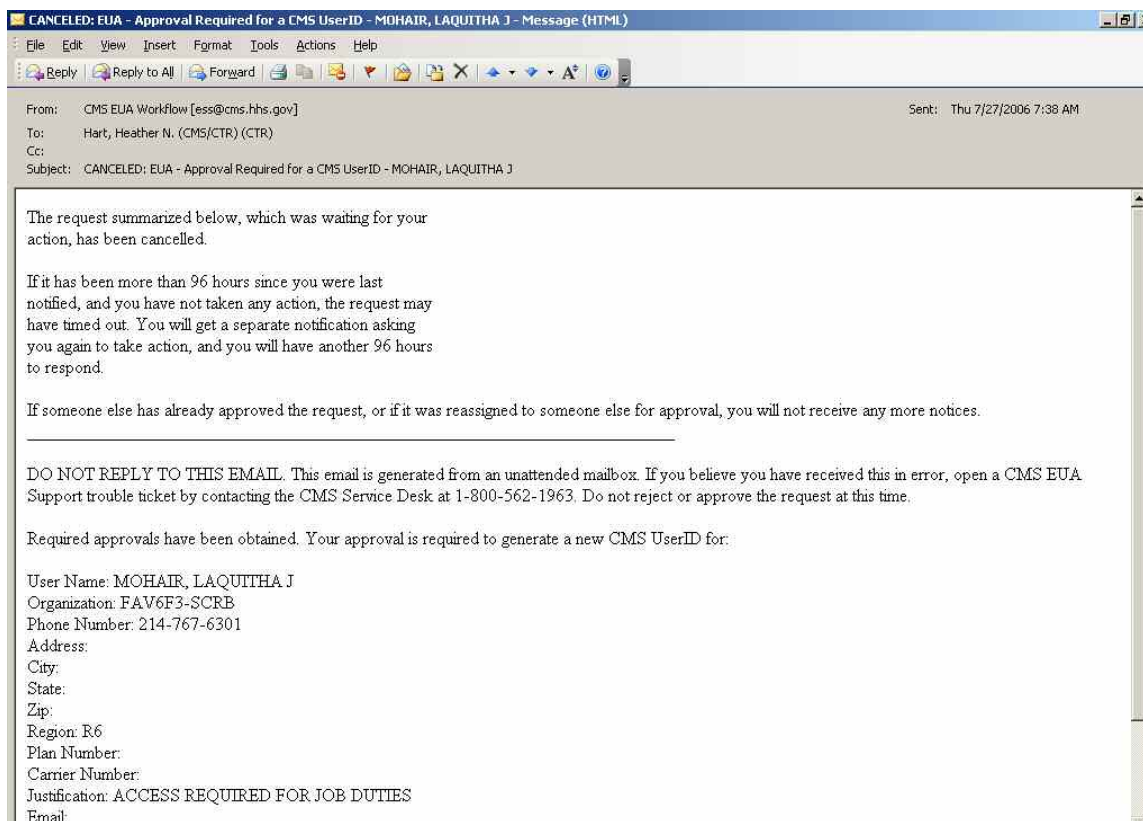 CANCELED: EUA - Approval Required for a CMS UserID - MOHAIR, LAQUITHA J - Message (HTML)
File Edit View Insert Format Tools Actions Help
Reply Reply to All Forward
From: CMS EUA Workflow [ess@cms.hhs.gov] Sent: Thu 7/27/2006 7:38 AM
To: Hart, Heather N. (CMS/CTR) (CTR)
Cc:
Subject: CANCELED: EUA - Approval Required for a CMS UserID - MOHAIR, LAQUITHA J
The request summarized below, which was waiting for your
action, has been cancelled.
If it has been more than 96 hours since you were last
notified, and you have not taken any action, the request may
have timed out. You will get a separate notification asking
you again to take action, and you will have another 96 hours
to respond.
If someone else has already approved the request, or if it was reassigned to someone else for approval, you will not receive any more notices.
DO NOT REPLY TO THIS EMAIL. This email is generated from an unattended mailbox. If you believe you have received this in error, open a CMS EUA
Support trouble ticket by contacting the CMS Service Desk at 1-800-562-1963. Do not reject or approve the request at this time.
Required approvals have been obtained. Your approval is required to generate a new CMS UserID for:
User Name: MOHAIR, LAQUITHA J
Organization: FAV6F3-SCRB
Phone Number: 214-767-6301
Address:
City:
State:
Zip:
Region: R6
Plan Number:
Carrier Number:
Justification: ACCESS REQUIRED FOR JOB DUTIES
Email: